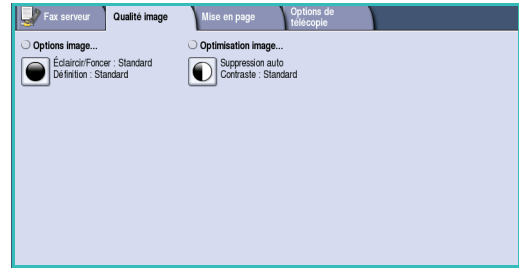 Fax serveur
Qualité image
Mise en page
Options de
télécopie
Options image...
Éclaircir/Foncer : Standard
Définition : Standard
Optimisation image...
Suppression auto
Contraste : Standard